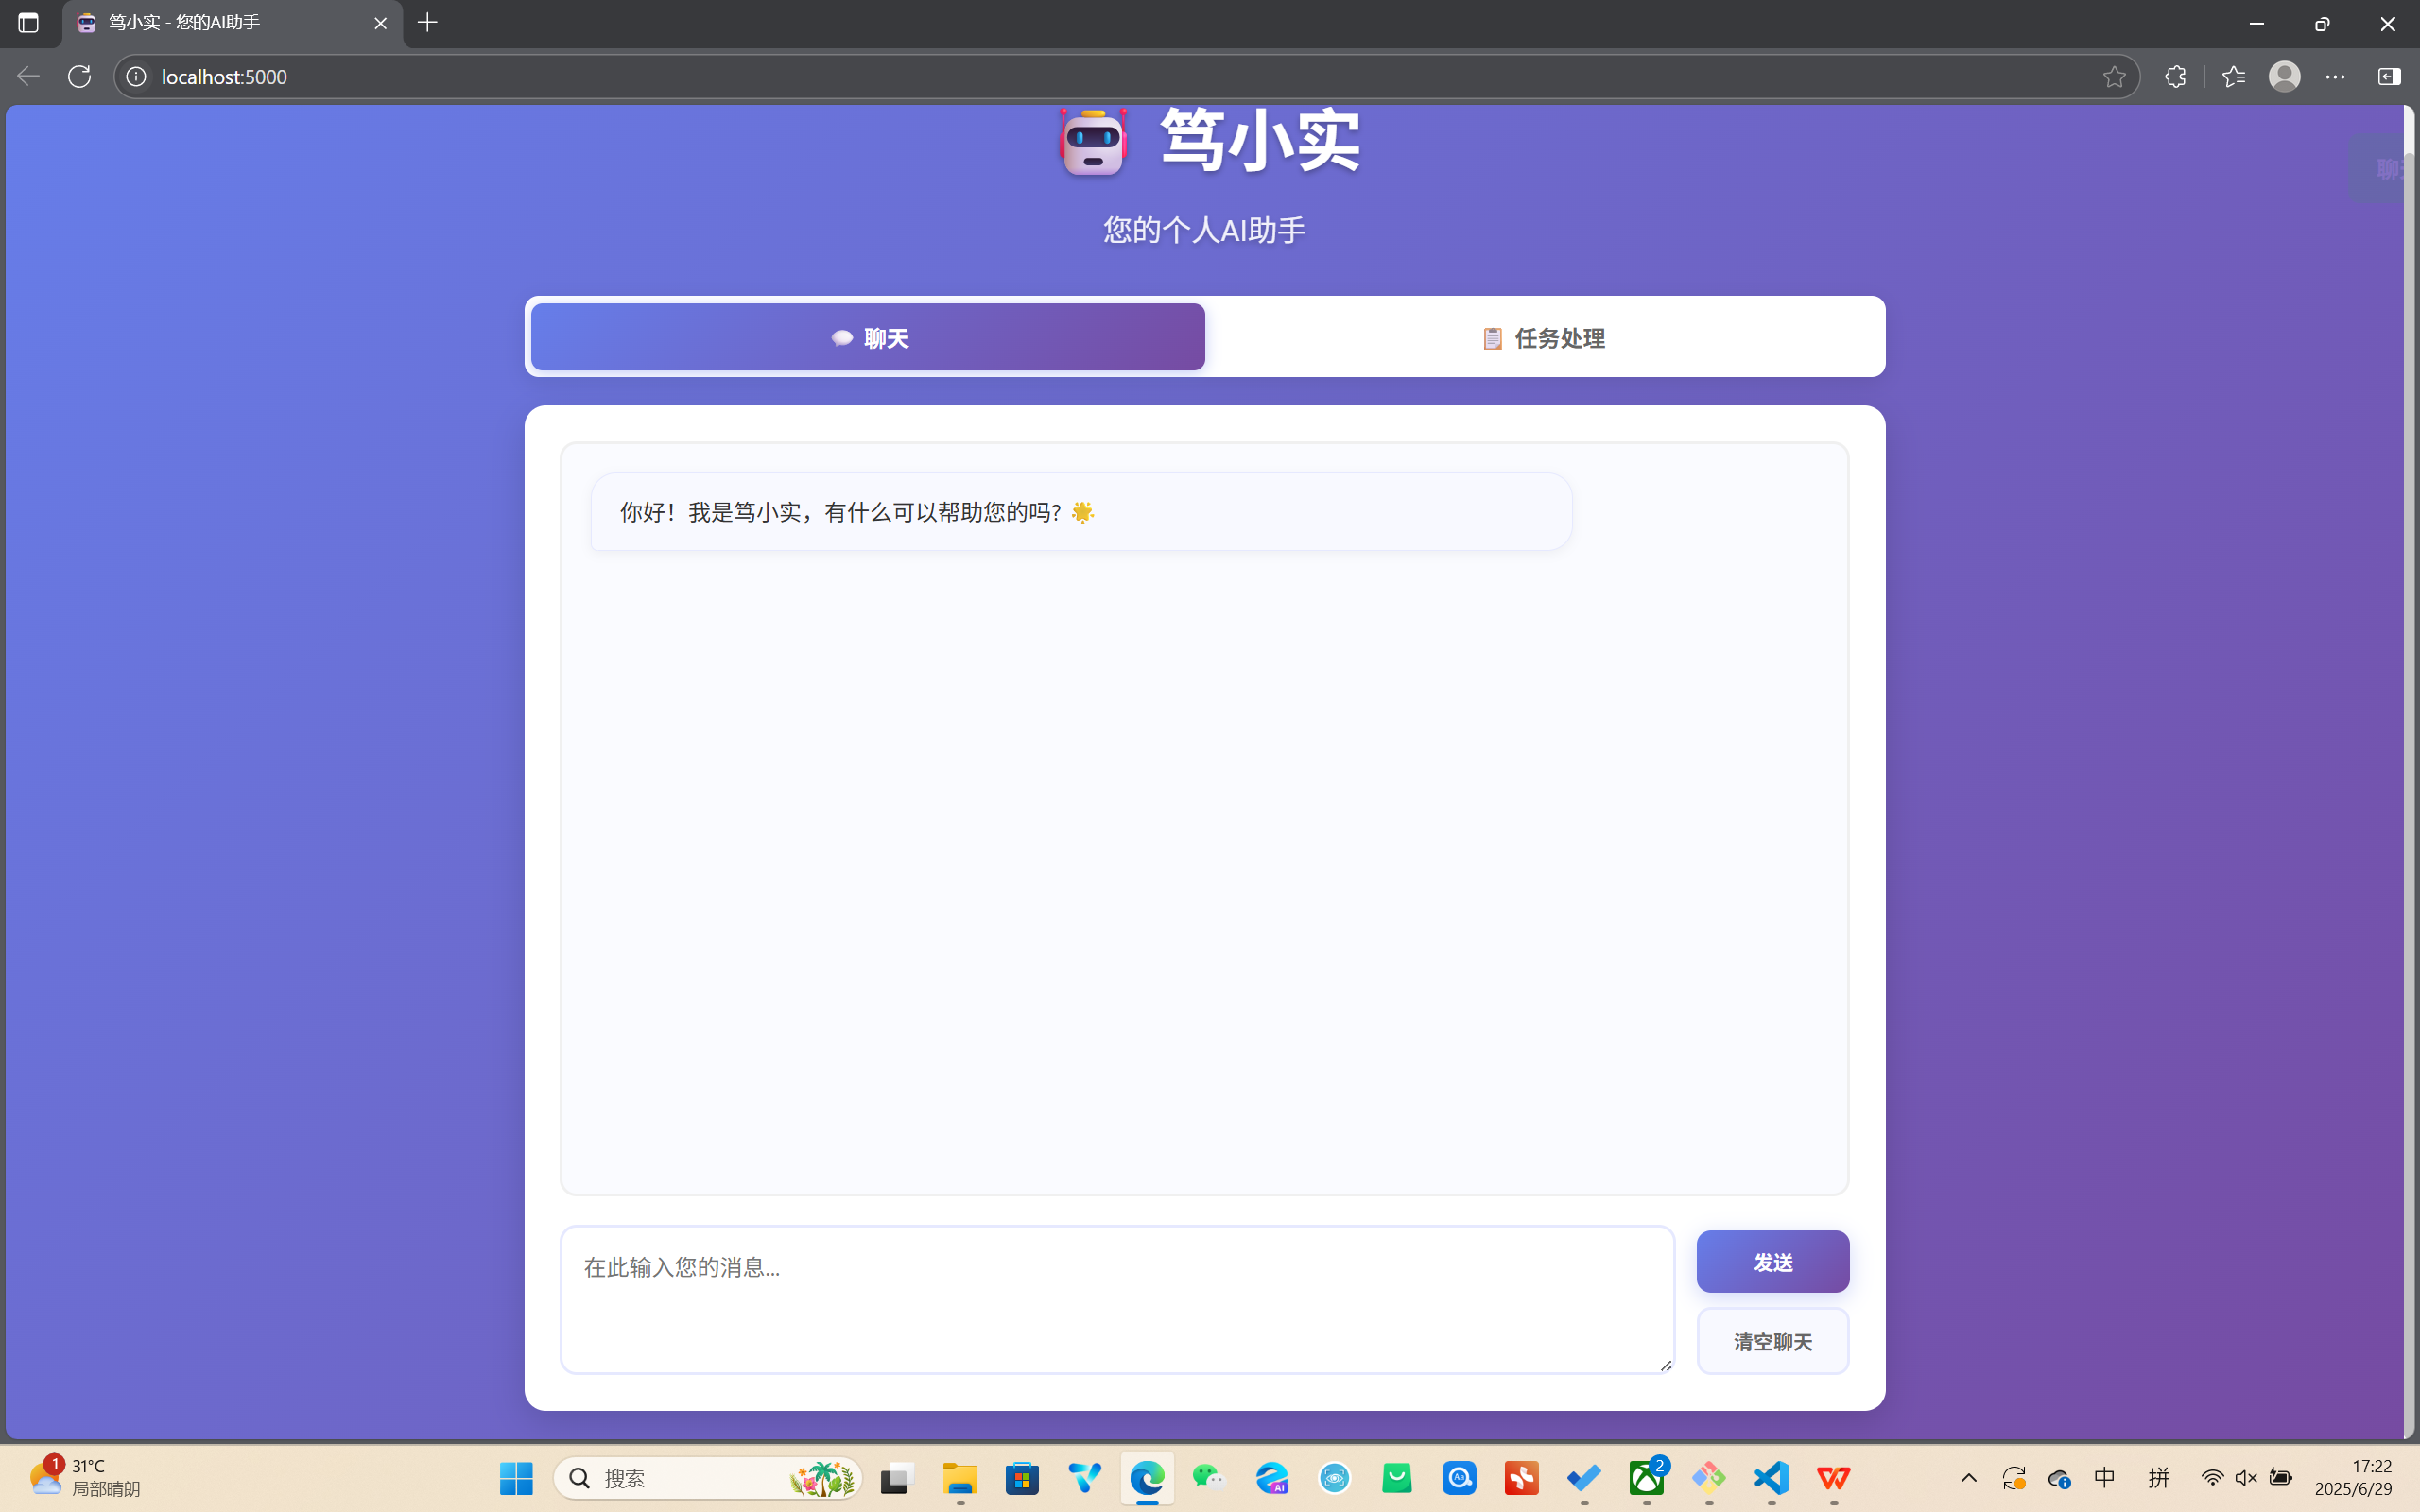 笃小实 - 您的AI助手
localhost:5000
笃小实
聊
您的个人AI助手
聊天
任务处理
你好！我是笃小实，有什么可以帮助您的吗？
在此输入您的消息...
发送
清空聊天
1
31°C
局部晴朗
搜索
AI
Aa
2
中
拼
17:22
2025/6/29